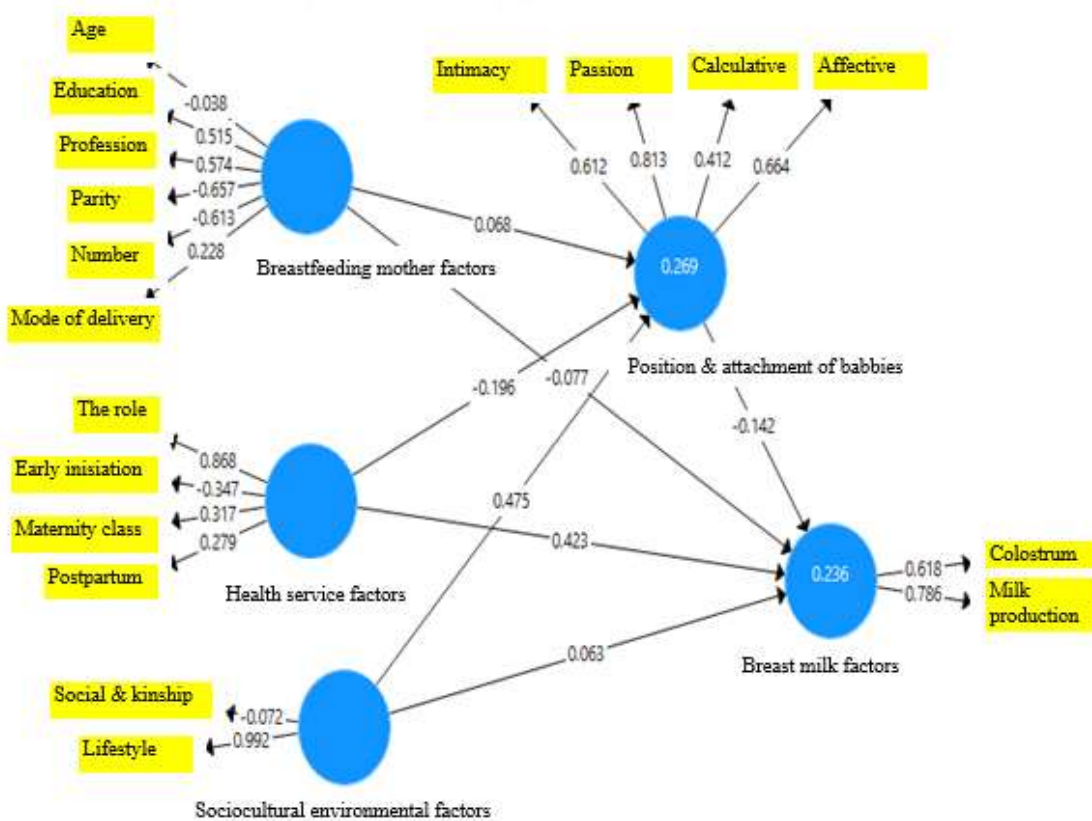 Age
Education
Profession
Parity
Number
Mode of delivery
-0.038
0.515
0.574
-0.657
-0.613
0.228
Breastfeeding mother factors
Intimacy
Passion
Calculative
Affective
0.612
0.813
0.412
0.664
0.068
0.269
Position & attachment of babbies
-0.196
-0.077
-0.142
The role
Early inisiation
Maternity class
Postpartum
0.868
-0.347
0.317
0.279
Health service factors
0.475
0.423
0.236
0.618
0.786
Colostrum
Milk
production
Breast milk factors
0.063
Social & kinship
Lifestyle
-0.072
0.992
Sociocultural environmental factors